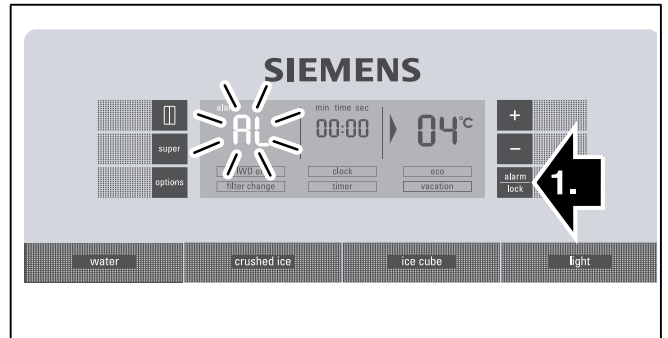 SIEMENS
AL
min time sec
00:00
04°C
+
super
−
options
clock
eco
alarm
lock
filter change
timer
vacation
1.
water
crushed ice
ice cube
light